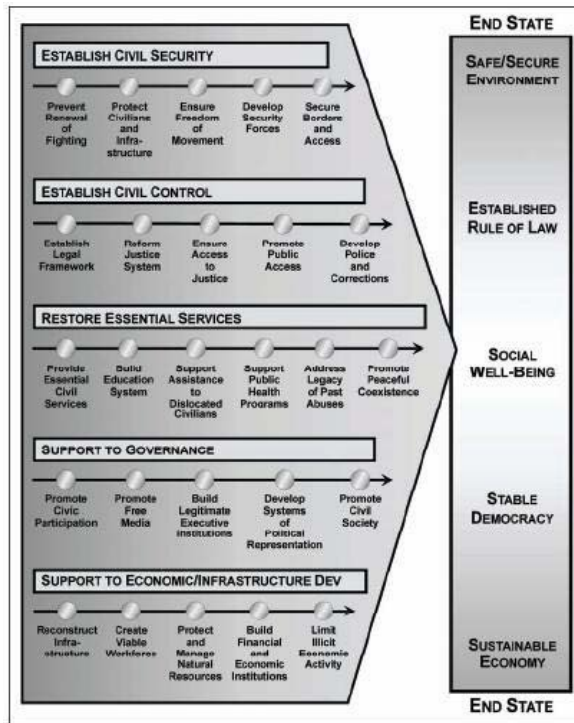 END STATE
ESTABLISH CIVIL SECURITY
Prevent Renewal of Fighting
Protect Civilians and Infra-structure
Ensure Freedom of Movement
Develop Security Forces
Secure Borders and Access
SAFE/SECURE
ENVIRONMENT
ESTABLISH CIVIL CONTROL
Establish Legal Framework
Reform Justice System
Ensure Access to Justice
Promote Public Access
Develop Police and Corrections
ESTABLISHED
RULE OF LAW
RESTORE ESSENTIAL SERVICES
Provide Essential Civil Services
Build Education System
Support Assistance to Dislocated Civilians
Support Public Health Programs
Address Legacy of Past Abuses
Promote Peaceful Coexistence
SOCIAL
WELL-BEING
SUPPORT TO GOVERNANCE
Promote Civic Participation
Promote Free Media
Build Legitimate Executive Institutions
Develop Systems of Political Representation
Promote Civil Society
STABLE
DEMOCRACY
SUPPORT TO ECONOMIC/INFRASTRUCTURE DEV
Reconstruct Infra-structure
Create Viable Workforce
Protect and Manage Natural Resources
Build Financial and Economic Institutions
Limit Illicit Economic Activity
SUSTAINABLE
ECONOMY
END STATE